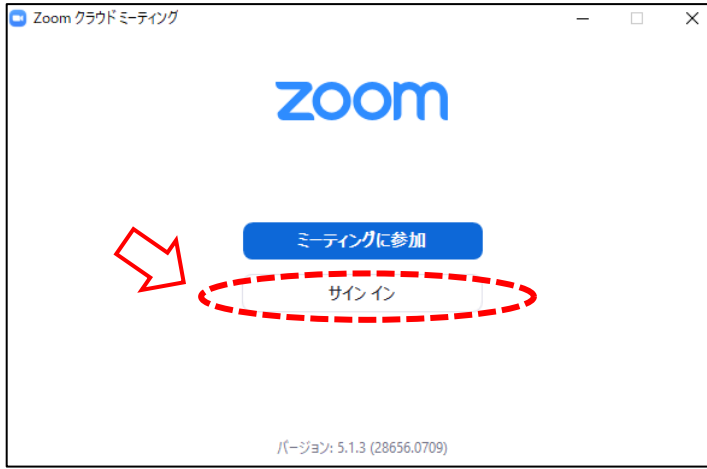 Zoom クラウド ミーティング
zoom
ミーティングに参加
サイン イン
バージョン: 5.1.3 (28656.0709)